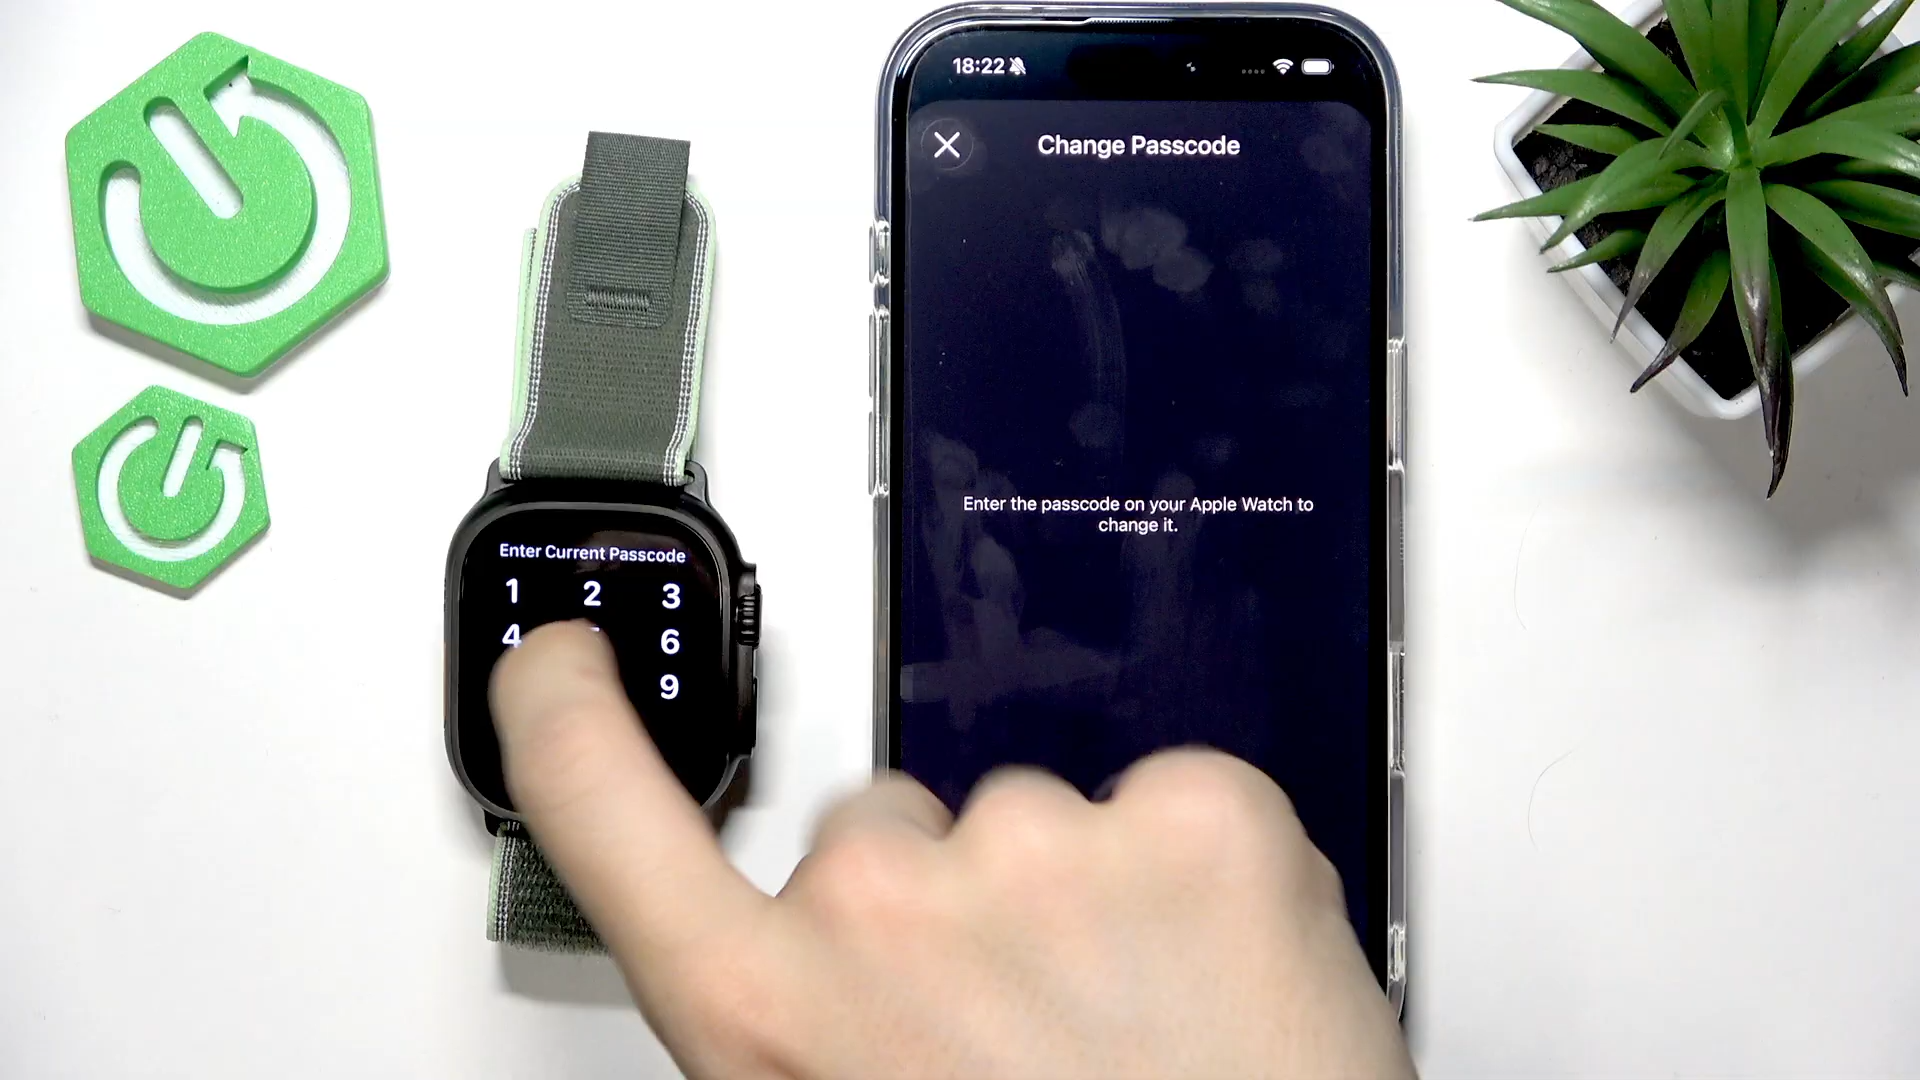 18:22
Change Passcode
Enter the passcode on your Apple Watch to
change it.
Enter Current Passcode
1 2 3
4 6
9